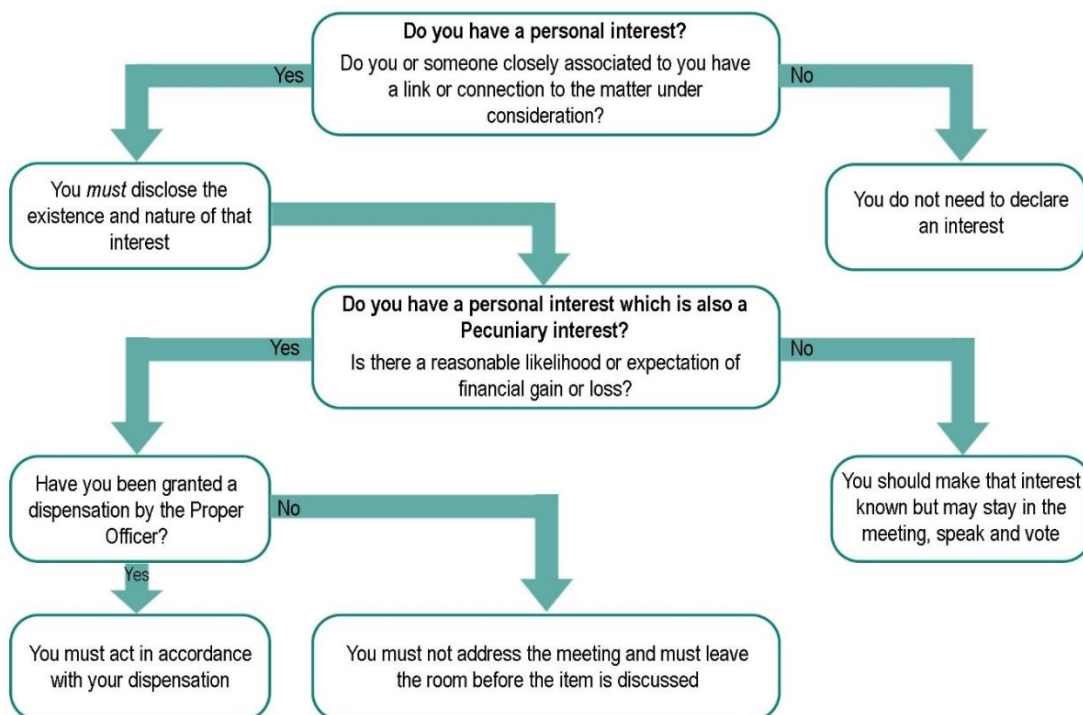 Do you have a personal interest?
Do you or someone closely associated to you have
a link or connection to the matter under
consideration?
Yes
No
You must disclose the
existence and nature of that
interest
You do not need to declare
an interest
Do you have a personal interest which is also a
Pecuniary interest?
Is there a reasonable likelihood or expectation of
financial gain or loss?
Yes
No
Have you been granted a
dispensation by the Proper
Officer?
No
You should make that interest
known but may stay in the
meeting, speak and vote
Yes
You must act in accordance
with your dispensation
You must not address the meeting and must leave
the room before the item is discussed